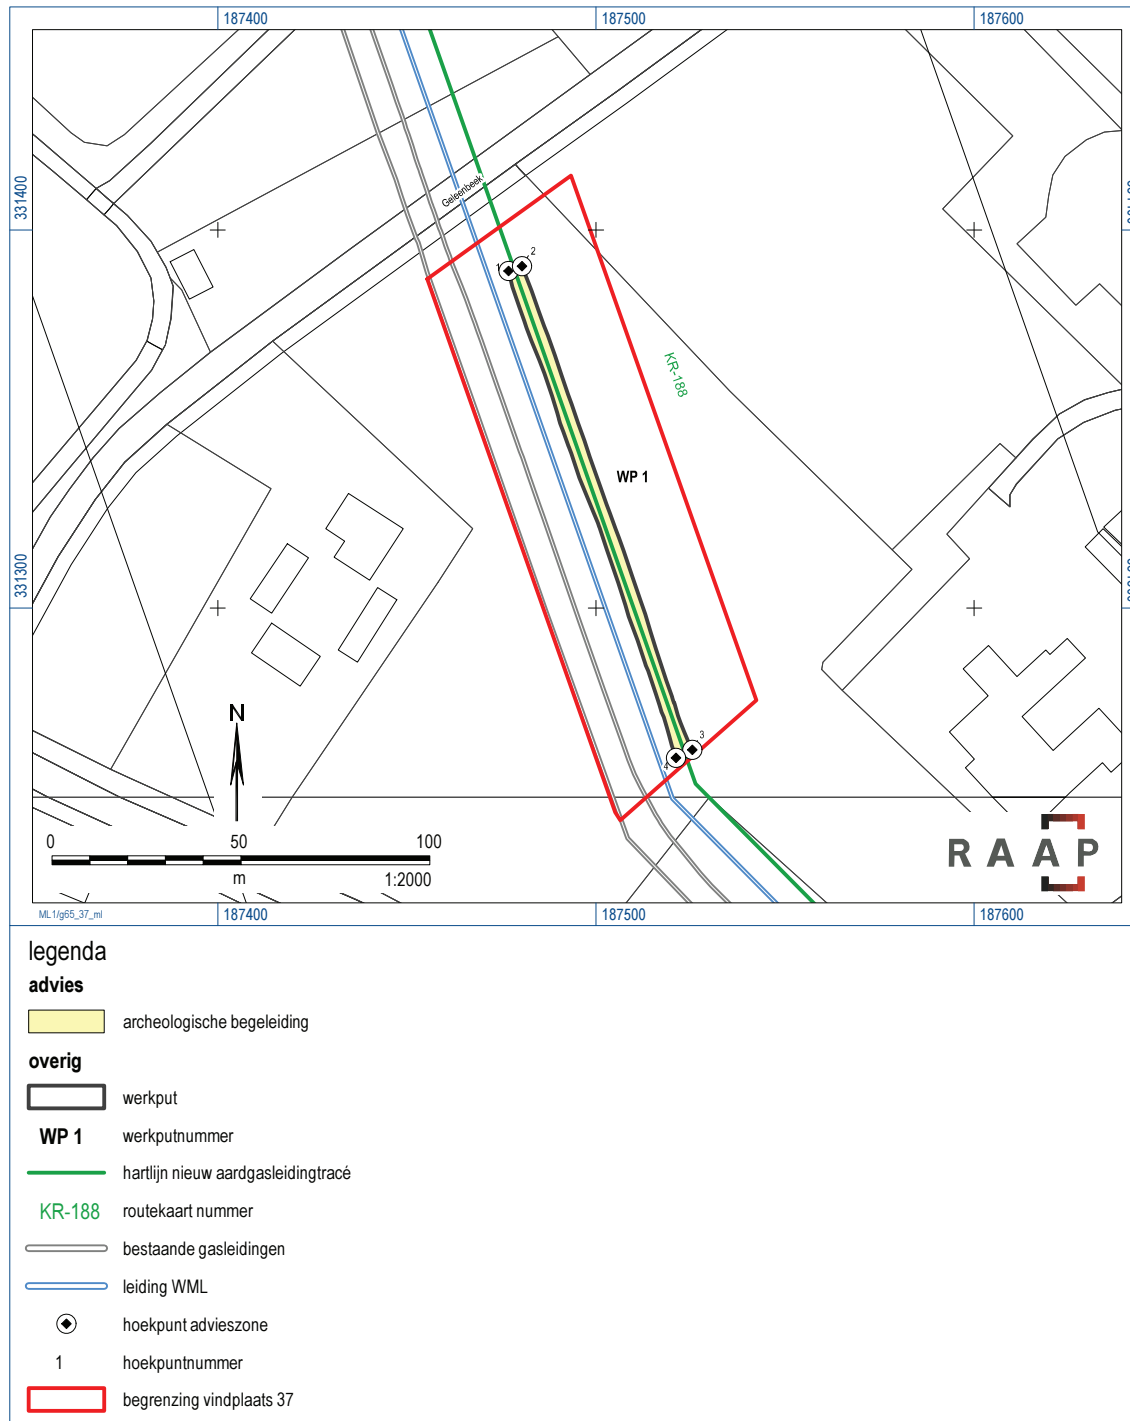 187400 187500 187600
331400 331400
Geleenbeek
1 2
KR-188
WP 1
331300 331300
3
4
N
0 50 100
m 1:2000
RAAP
ML1/g65_37_ml
187400 187500 187600
legenda
advies
archeologische begeleiding
overig
werkput
WP 1 werkputnummer
hartlijn nieuw aardgasleidingtracé
KR-188 routekaart nummer
bestaande gasleidingen
leiding WML
hoekpunt advieszone
1 hoekpuntnummer
begrenzing vindplaats 37